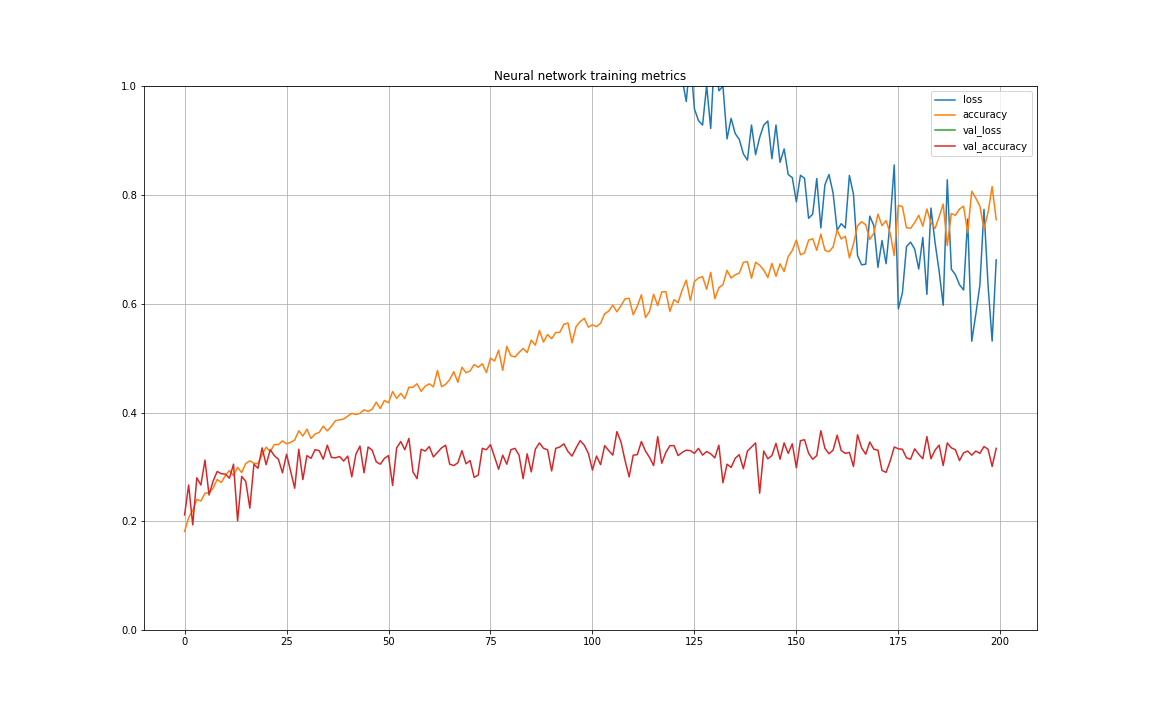 Neural network training metrics
1.0
loss
accuracy
val_loss
val_accuracy
0.8
0.6
0.4
0.2
0.0
0 25 50 75 100 125 150 175 200